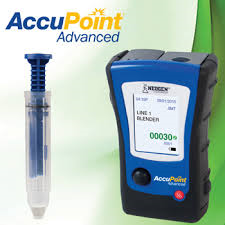 AccuPoint
Advanced
NEOGEN
LINE 1
BLENDER
00030
AccuPoint
Advanced